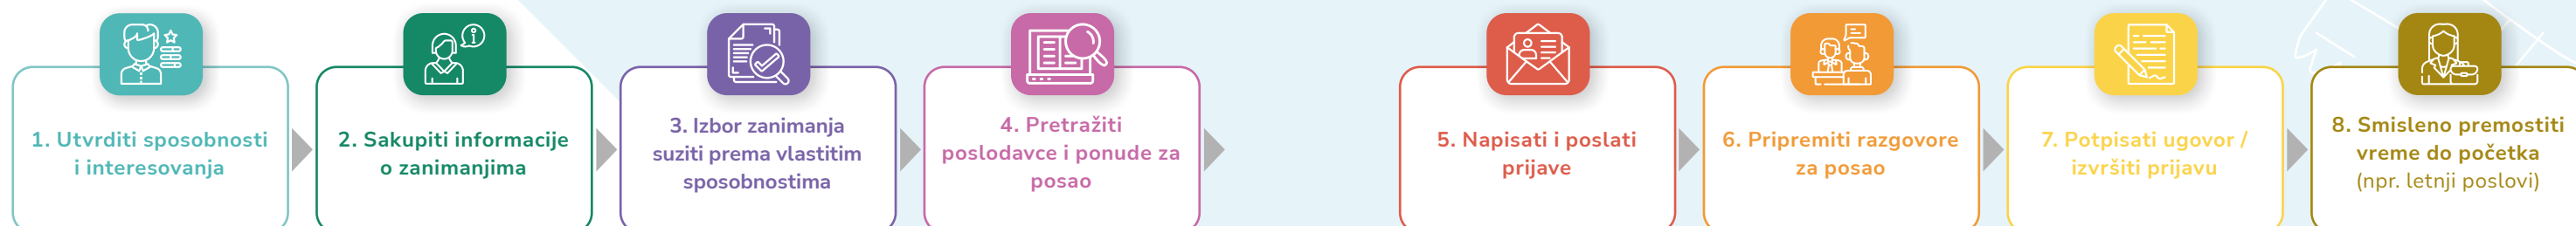 1. Utvrditi sposobnosti
i interesovanja
2. Sakupiti informacije
o zanimanjima
3. Izbor zanimanja
suziti prema vlastitim
sposobnostima
4. Pretražiti
poslodavce i ponude za
posao
5. Napisati i poslati
prijave
6. Pripremiti razgovore
za posao
7. Potpisati ugovor /
izvršiti prijavu
8. Smisleno premostiti
vreme do početka
(npr. letnji poslovi)